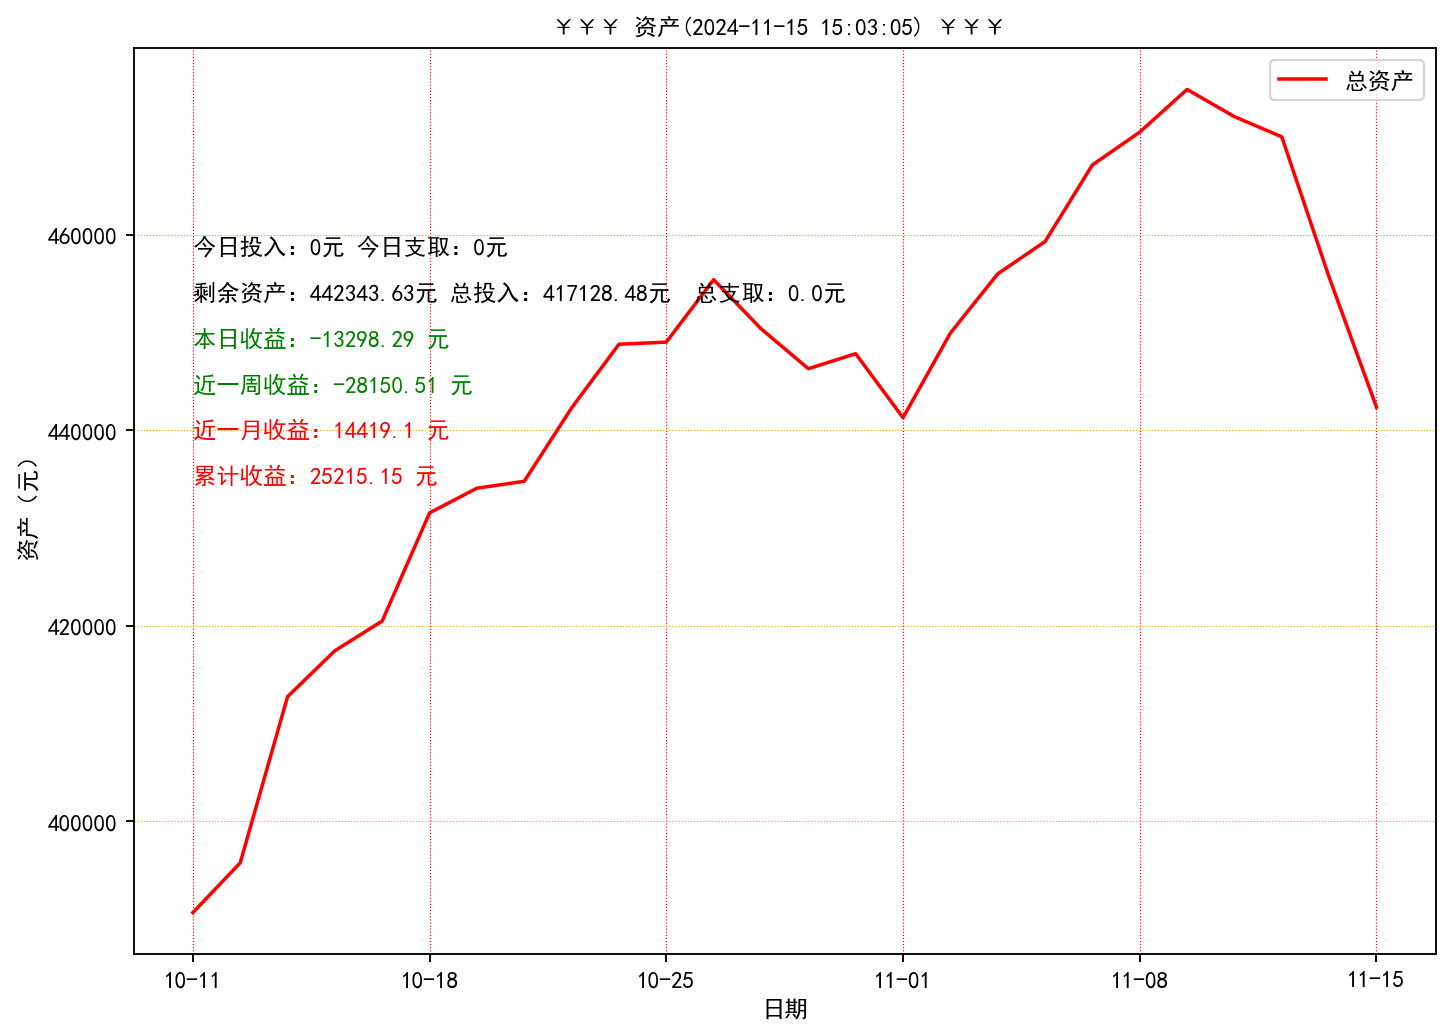 ￥￥￥ 资产(2024-11-15 15:03:05) ￥￥￥
总资产
460000
440000
420000
400000
资产（元）
今日投入：0元 今日支取：0元
剩余资产：442343.63元 总投入：417128.48元  总支取：0.0元
本日收益：-13298.29 元
近一周收益：-28150.51 元
近一月收益：14419.1 元
累计收益：25215.15 元
10-11
10-18
10-25
11-01
11-08
11-15
日期